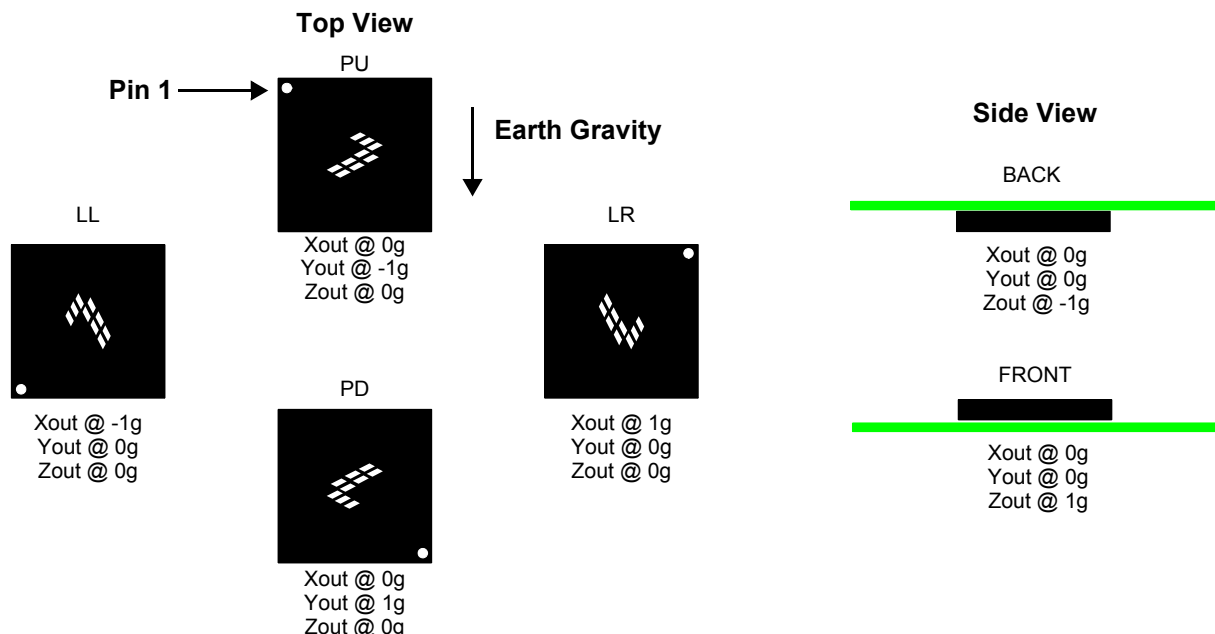 Top View
PU
Pin 1
Earth Gravity
Xout @ 0g
Yout @ -1g
Zout @ 0g
LL
Xout @ -1g
Yout @ 0g
Zout @ 0g
LR
Xout @ 1g
Yout @ 0g
Zout @ 0g
PD
Xout @ 0g
Yout @ 1g
Zout @ 0g
Side View
BACK
Xout @ 0g
Yout @ 0g
Zout @ -1g
FRONT
Xout @ 0g
Yout @ 0g
Zout @ 1g